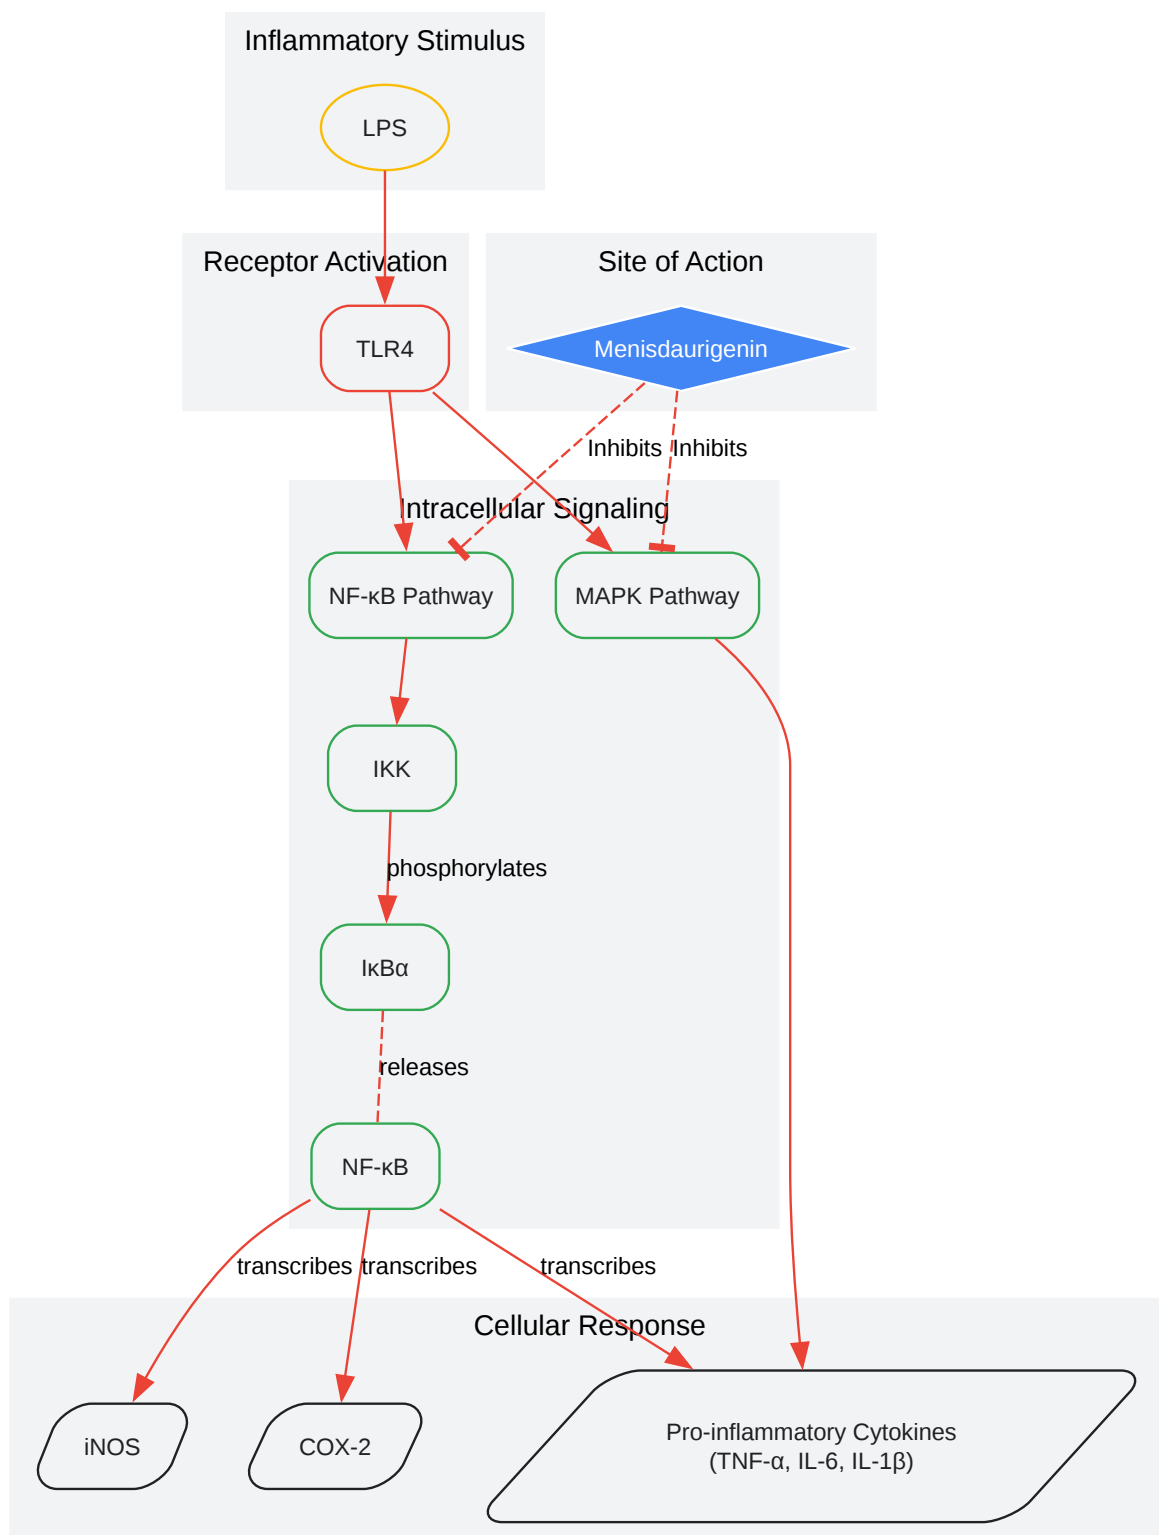 Inflammatory Stimulus
LPS
Receptor Activation
Site of Action
TLR4
Menisdaurigenin
Inhibits
Inhibits
Intracellular Signaling
NF-κB Pathway
MAPK Pathway
IKK
phosphorylates
IκBα
releases
NF-κB
transcribes
transcribes
transcribes
Cellular Response
iNOS
COX-2
Pro-inflammatory Cytokines
(TNF-α, IL-6, IL-1β)